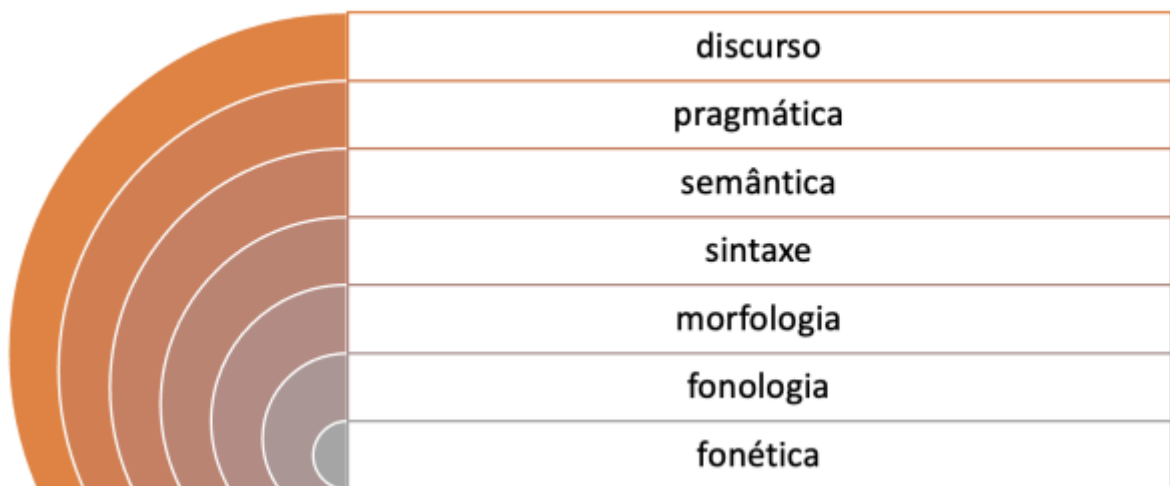 discurso
pragmática
semântica
sintaxe
morfologia
fonologia
fonética